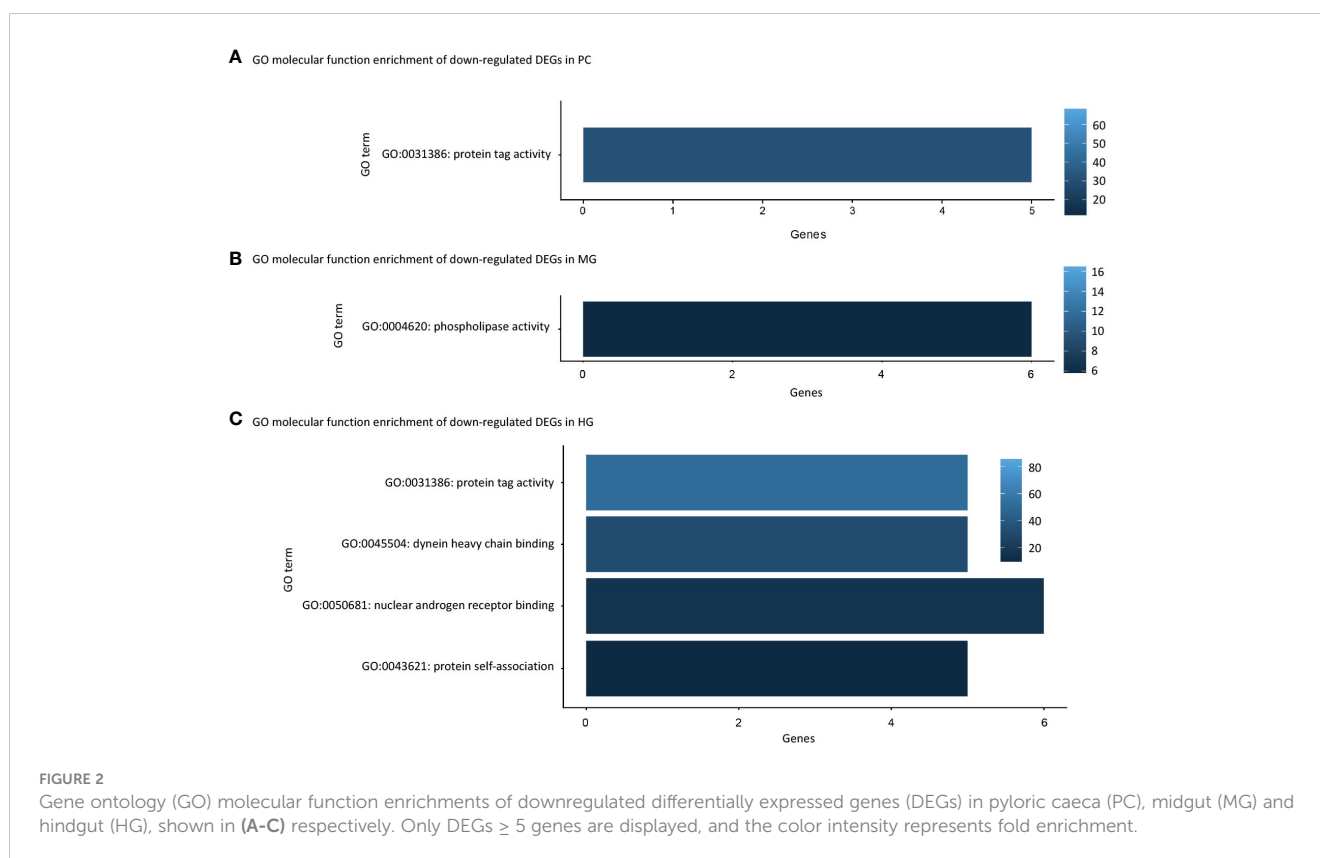 A GO molecular function enrichment of down-regulated DEGs in PC
GO term
GO:0031386: protein tag activity
0 1 2 3 4 5
Genes
60
50
40
30
20
B GO molecular function enrichment of down-regulated DEGs in MG
GO term
GO:0004620: phospholipase activity
0 2 4 6
Genes
16
14
12
10
8
6
C GO molecular function enrichment of down-regulated DEGs in HG
GO term
GO:0031386: protein tag activity
GO:0045504: dynein heavy chain binding
GO:0050681: nuclear androgen receptor binding
GO:0043621: protein self-association
0 2 4 6
Genes
80
60
40
20
FIGURE 2
Gene ontology (GO) molecular function enrichments of downregulated differentially expressed genes (DEGs) in pyloric caeca (PC), midgut (MG) and
hindgut (HG), shown in (A-C) respectively. Only DEGs ≥ 5 genes are displayed, and the color intensity represents fold enrichment.